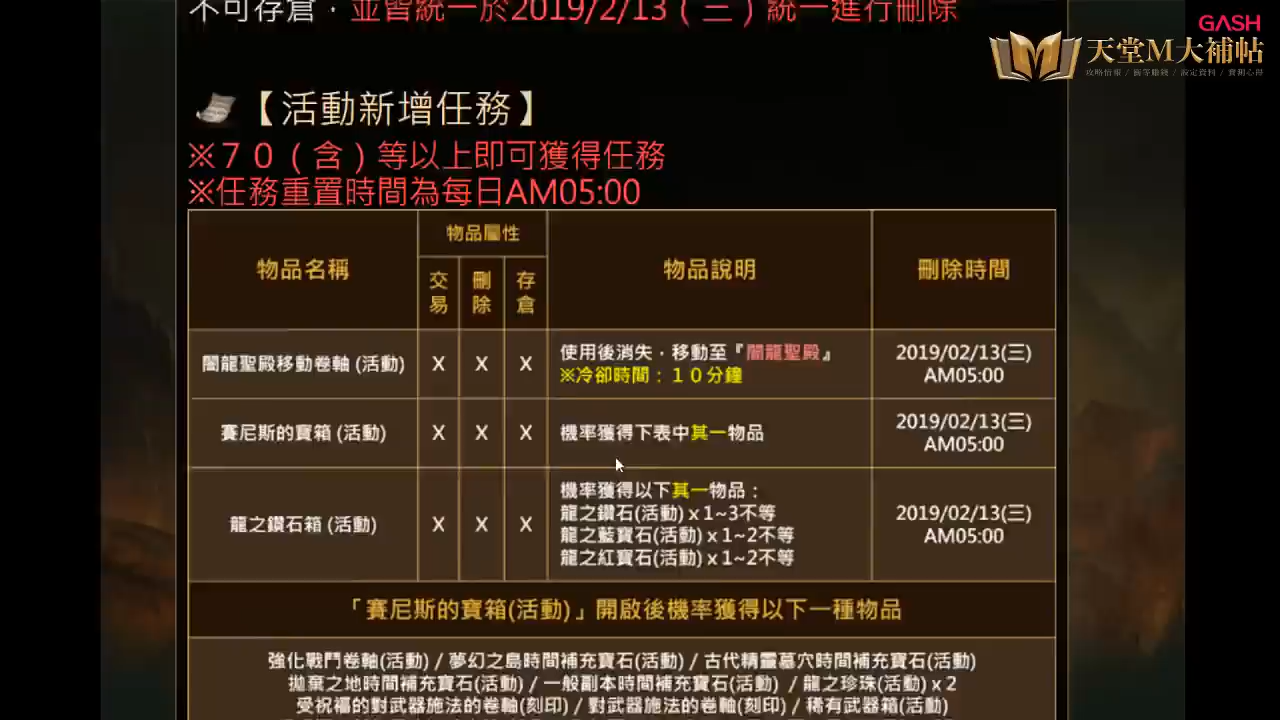 不可存倉，並皆統一於2019/2/13（三）統一進行刪除
GASH
天堂M大補帖
【活動新增任務】
※７０（含）等以上即可獲得任務
※任務重置時間為每日AM05:00
物品名稱
物品屬性
交易
刪除
存倉
物品說明
刪除時間
闇龍聖殿移動卷軸 (活動)
X X X
使用後消失，移動至『闇龍聖殿』
※冷卻時間：１０分鐘
2019/02/13(三)
AM05:00
賽尼斯的寶箱 (活動)
X X X
機率獲得下表中其一物品
2019/02/13(三)
AM05:00
龍之鑽石箱 (活動)
X X X
機率獲得以下其一物品：
龍之鑽石(活動) x 1~3不等
龍之藍寶石(活動) x 1~2不等
龍之紅寶石(活動) x 1~2不等
2019/02/13(三)
AM05:00
「賽尼斯的寶箱(活動)」開啟後機率獲得以下一種物品
強化戰鬥卷軸(活動) / 夢幻之島時間補充寶石(活動) / 古代精靈墓穴時間補充寶石(活動)
拋棄之地時間補充寶石(活動) / 一般副本時間補充寶石(活動) / 龍之珍珠(活動) x 2
受祝福的對武器施法的卷軸(刻印) / 對武器施法的卷軸(刻印) / 稀有武器箱(活動)